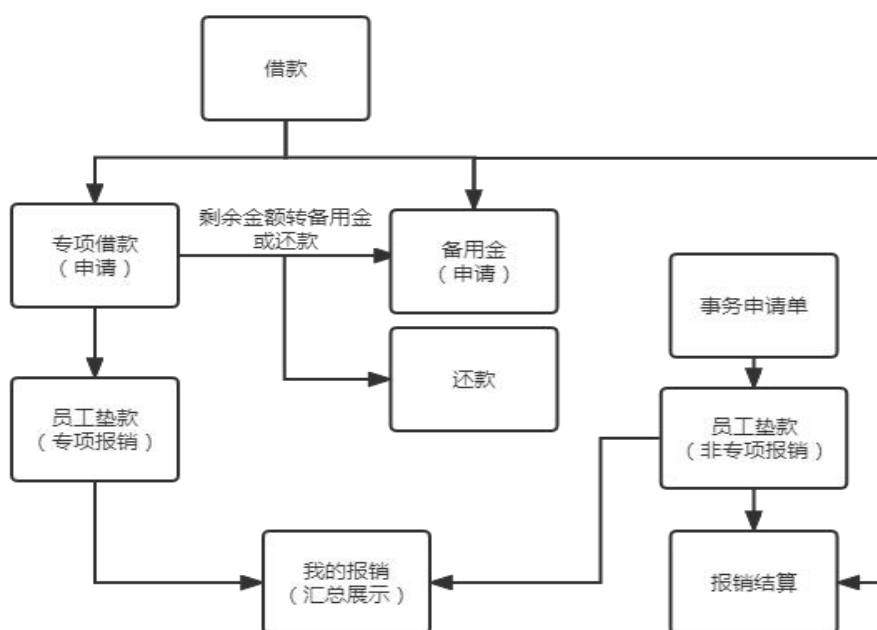 借款
专项借款
（申请）
剩余金额转备用金
或还款
备用金
（申请）
事务申请单
还款
员工垫款
（专项报销）
员工垫款
（非专项报销）
我的报销
（汇总展示）
报销结算